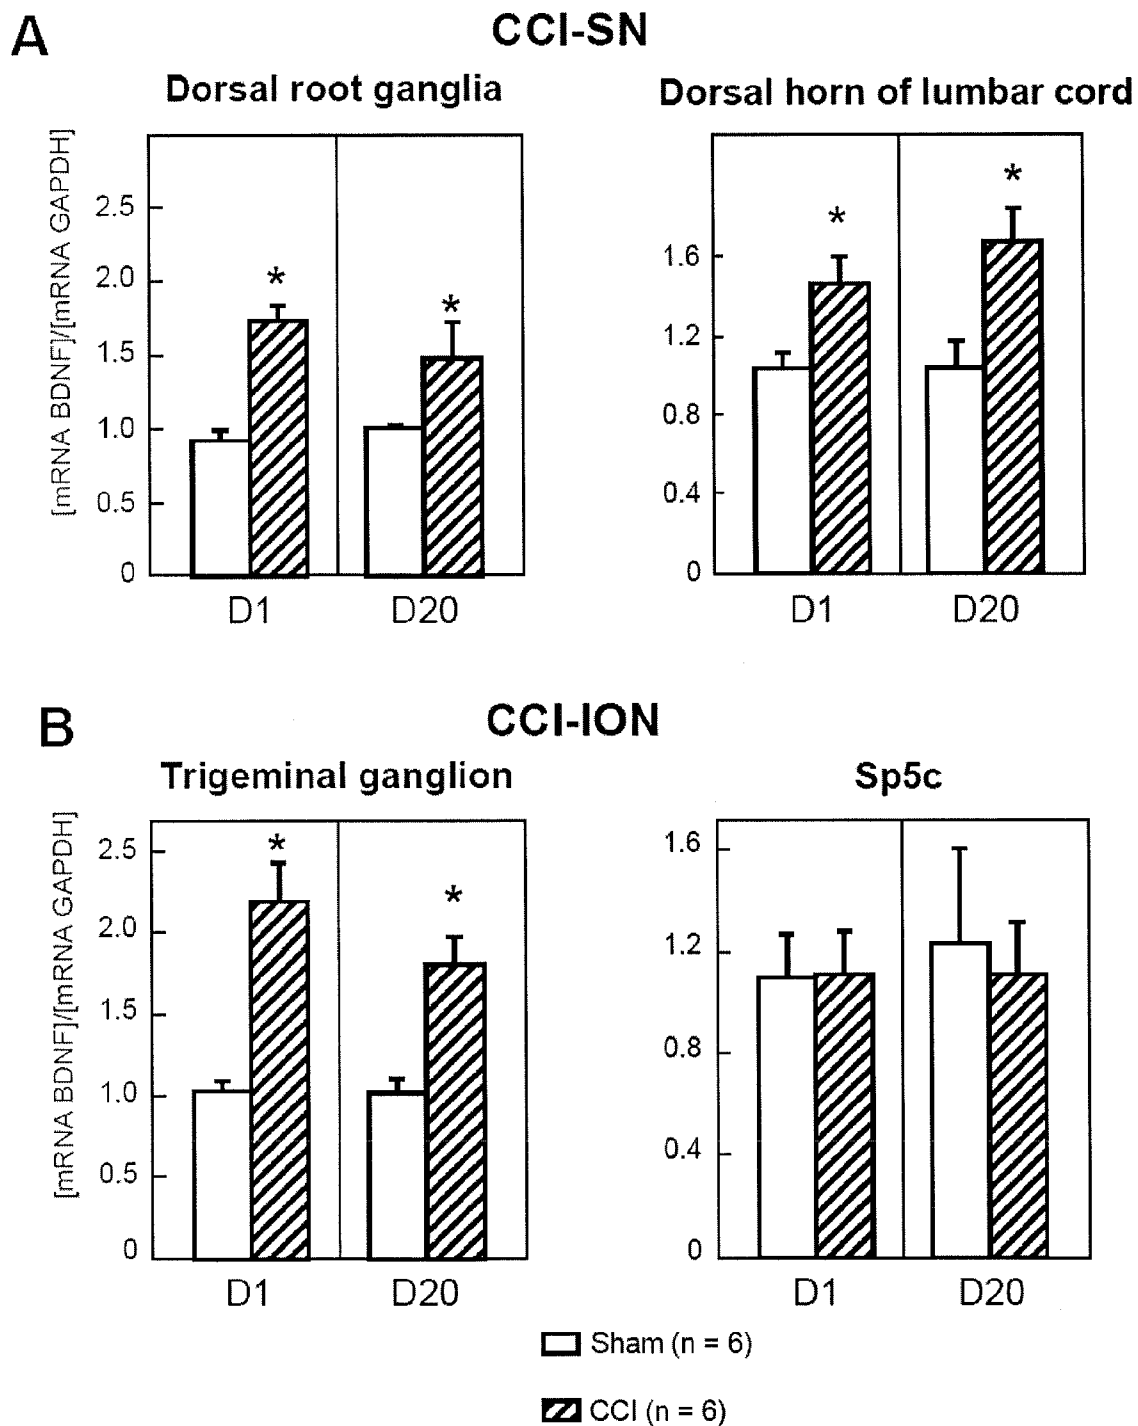 A
CCI-SN
Dorsal root ganglia
Dorsal horn of lumbar cord
[mRNA BDNF]/[mRNA GAPDH]
2.5
2.0
1.5
1.0
0.5
0
*
*
D1
D20
1.6
1.2
0.8
0.4
0
*
*
D1
D20
B
CCI-ION
Trigeminal ganglion
Sp5c
[mRNA BDNF]/[mRNA GAPDH]
2.5
2.0
1.5
1.0
0.5
0
*
*
D1
D20
1.6
1.2
0.8
0.4
0
D1
D20
Sham (n = 6)
CCI (n = 6)